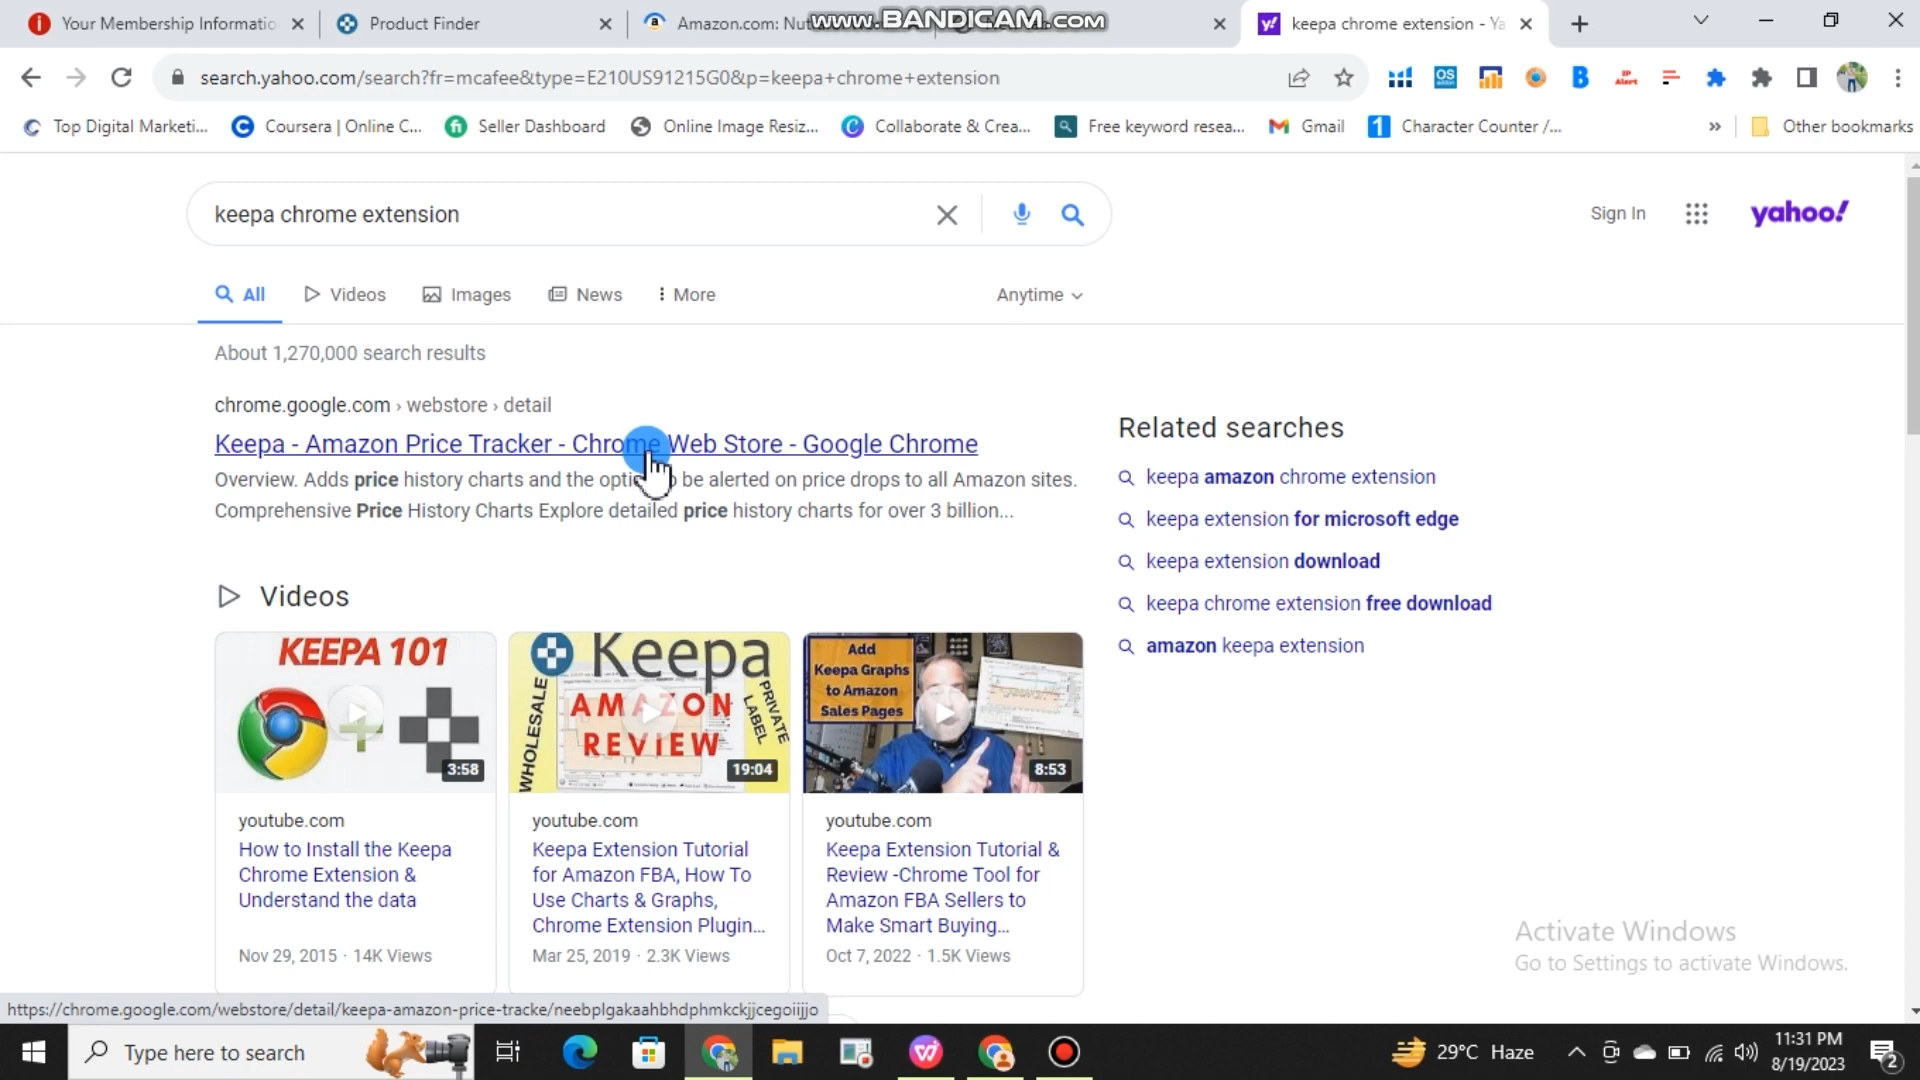 Your Membership Informatio
Product Finder
Amazon.com: Nu
www.BANDICAM.com
keepa chrome extension - Ya
search.yahoo.com/search?fr=mcafee&type=E210US91215G0&p=keepa+chrome+extension
Top Digital Marketi...
Coursera | Online C...
Seller Dashboard
Online Image Resiz...
Collaborate & Crea...
Free keyword resea...
Gmail
Character Counter /...
»
Other bookmarks
keepa chrome extension
Sign In
yahoo!
All
Videos
Images
News
More
Anytime
About 1,270,000 search results
chrome.google.com › webstore › detail
Keepa - Amazon Price Tracker - Chrome Web Store - Google Chrome
Overview. Adds price history charts and the opti be alerted on price drops to all Amazon sites.
Comprehensive Price History Charts Explore detailed price history charts for over 3 billion...
Related searches
keepa amazon chrome extension
keepa extension for microsoft edge
keepa extension download
keepa chrome extension free download
amazon keepa extension
Videos
KEEPA 101
3:58
Keepa
AMAZON
REVIEW
WHOLESALE
PRIVATE
LABEL
19:04
Add
Keepa Graphs
to Amazon
Sales Pages
8:53
youtube.com
How to Install the Keepa
Chrome Extension &
Understand the data
Nov 29, 2015 · 14K Views
youtube.com
Keepa Extension Tutorial
for Amazon FBA, How To
Use Charts & Graphs,
Chrome Extension Plugin...
Mar 25, 2019 · 2.3K Views
youtube.com
Keepa Extension Tutorial &
Review -Chrome Tool for
Amazon FBA Sellers to
Make Smart Buying...
Oct 7, 2022 · 1.5K Views
Activate Windows
Go to Settings to activate Windows.
https://chrome.google.com/webstore/detail/keepa-amazon-price-tracke/neebplgakaahbhdphmkckjjcegoiijjo
Type here to search
29°C Haze
11:31 PM
8/19/2023
2